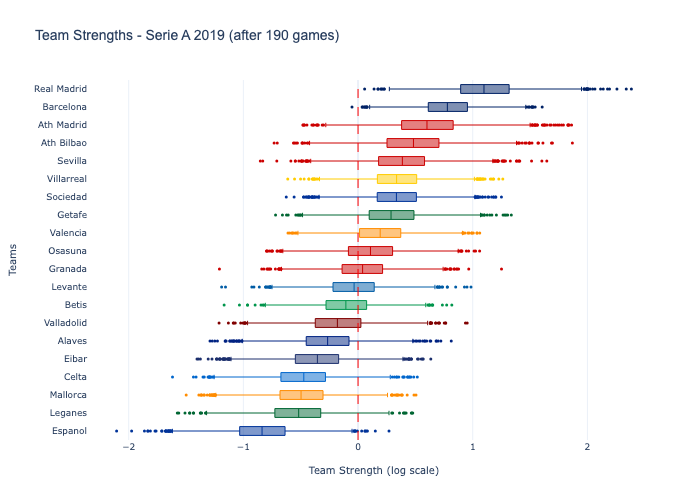 Team Strengths - Serie A 2019 (after 190 games)
Real Madrid
Barcelona
Ath Madrid
Ath Bilbao
Sevilla
Villarreal
Sociedad
Getafe
Valencia
Osasuna
Granada
Levante
Betis
Valladolid
Alaves
Eibar
Celta
Mallorca
Leganes
Espanol
Teams
−2 −1 0 1 2
Team Strength (log scale)